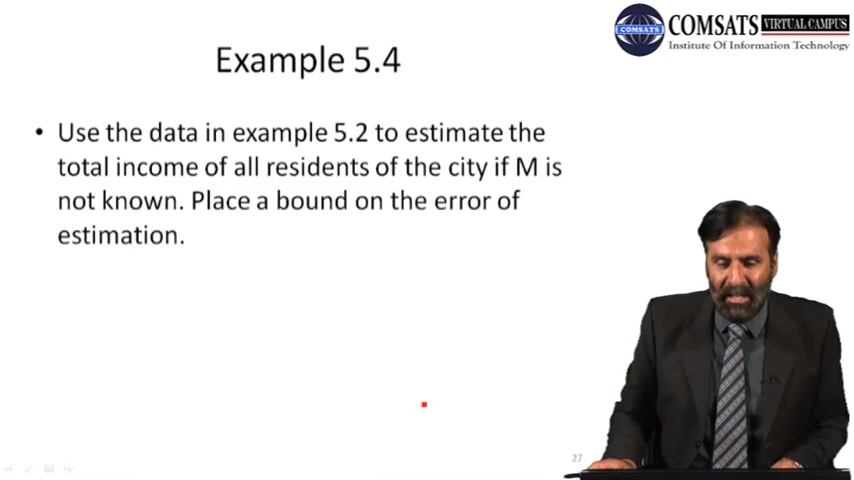 COMSATS VIRTUAL CAMPUS
COMSATS Institute Of Information Technology
Example 5.4
• Use the data in example 5.2 to estimate the
total income of all residents of the city if M is
not known. Place a bound on the error of
estimation.
27